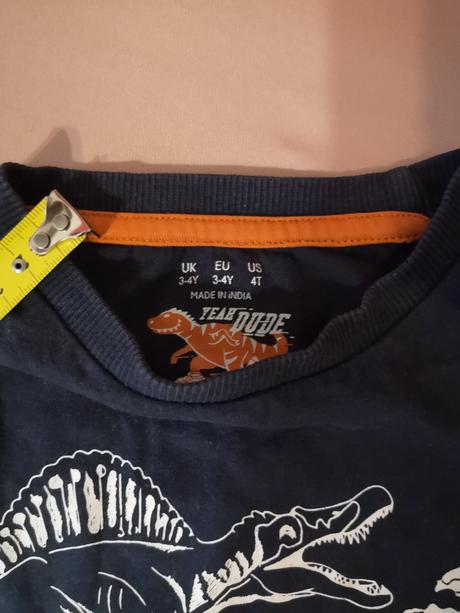 UK EU US
3-4Y 3-4Y 4T
MADE IN INDIA
YEAH
DUDE